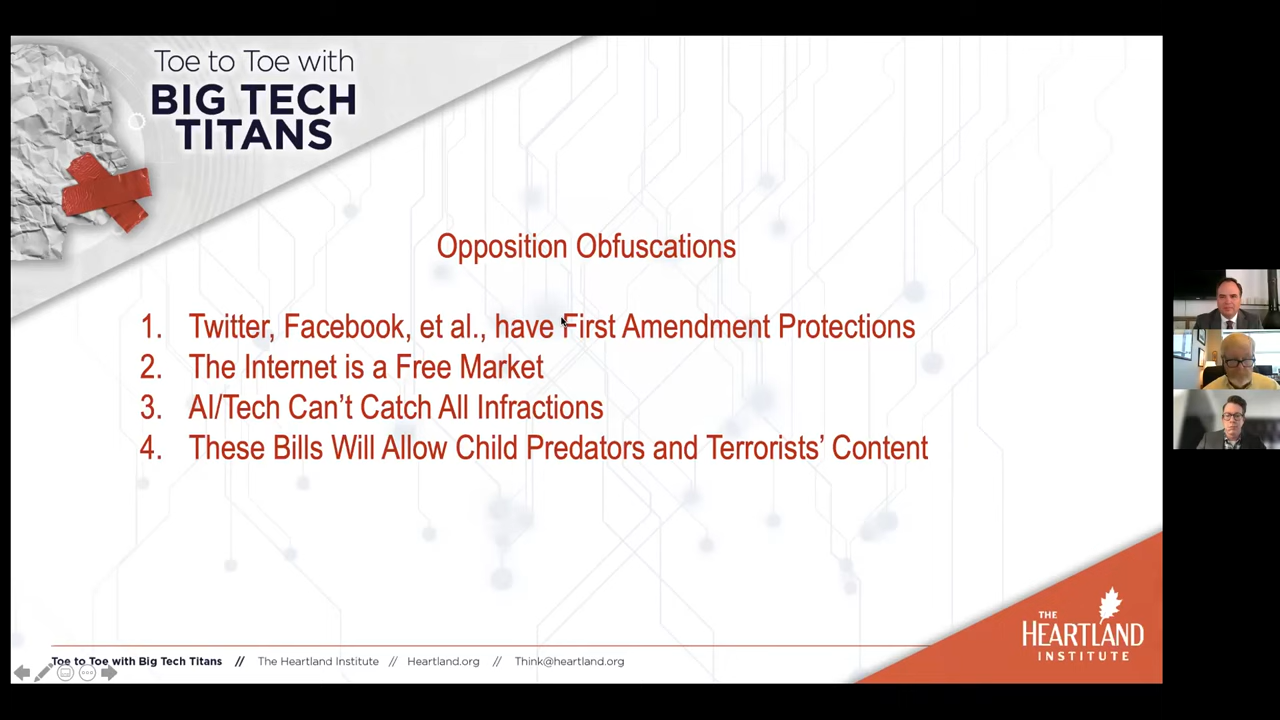 Toe to Toe with
BIG TECH
TITANS
Opposition Obfuscations
1. Twitter, Facebook, et al., have First Amendment Protections
2. The Internet is a Free Market
3. AI/Tech Can’t Catch All Infractions
4. These Bills Will Allow Child Predators and Terrorists’ Content
THE
HEARTLAND
INSTITUTE
Toe to Toe with Big Tech Titans // The Heartland Institute // Heartland.org // Think@heartland.org